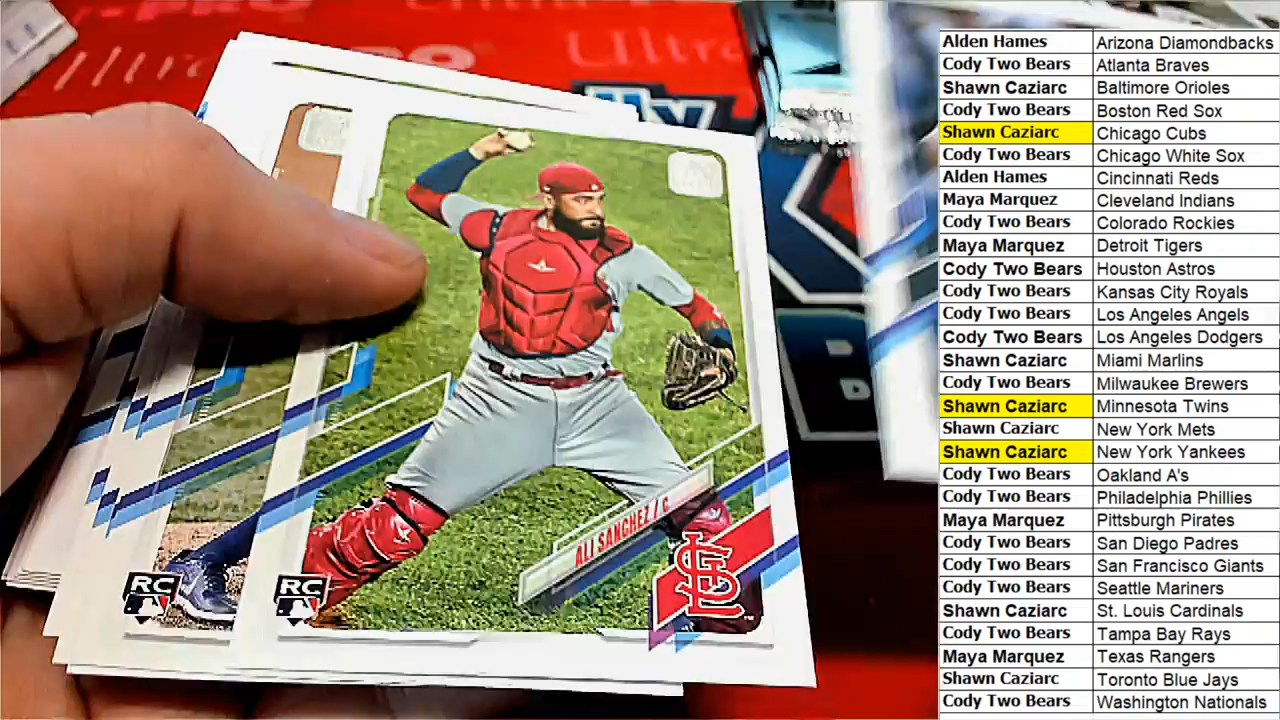 Ultra
PRO
Ultra
ALI SANCHEZ / C
STL
RC
RC
Alden Hames Arizona Diamondbacks
Cody Two Bears Atlanta Braves
Shawn Caziarc Baltimore Orioles
Cody Two Bears Boston Red Sox
Shawn Caziarc Chicago Cubs
Cody Two Bears Chicago White Sox
Alden Hames Cincinnati Reds
Maya Marquez Cleveland Indians
Cody Two Bears Colorado Rockies
Maya Marquez Detroit Tigers
Cody Two Bears Houston Astros
Cody Two Bears Kansas City Royals
Cody Two Bears Los Angeles Angels
Cody Two Bears Los Angeles Dodgers
Shawn Caziarc Miami Marlins
Cody Two Bears Milwaukee Brewers
Shawn Caziarc Minnesota Twins
Shawn Caziarc New York Mets
Shawn Caziarc New York Yankees
Cody Two Bears Oakland A's
Cody Two Bears Philadelphia Phillies
Maya Marquez Pittsburgh Pirates
Cody Two Bears San Diego Padres
Cody Two Bears San Francisco Giants
Cody Two Bears Seattle Mariners
Shawn Caziarc St. Louis Cardinals
Cody Two Bears Tampa Bay Rays
Maya Marquez Texas Rangers
Shawn Caziarc Toronto Blue Jays
Cody Two Bears Washington Nationals